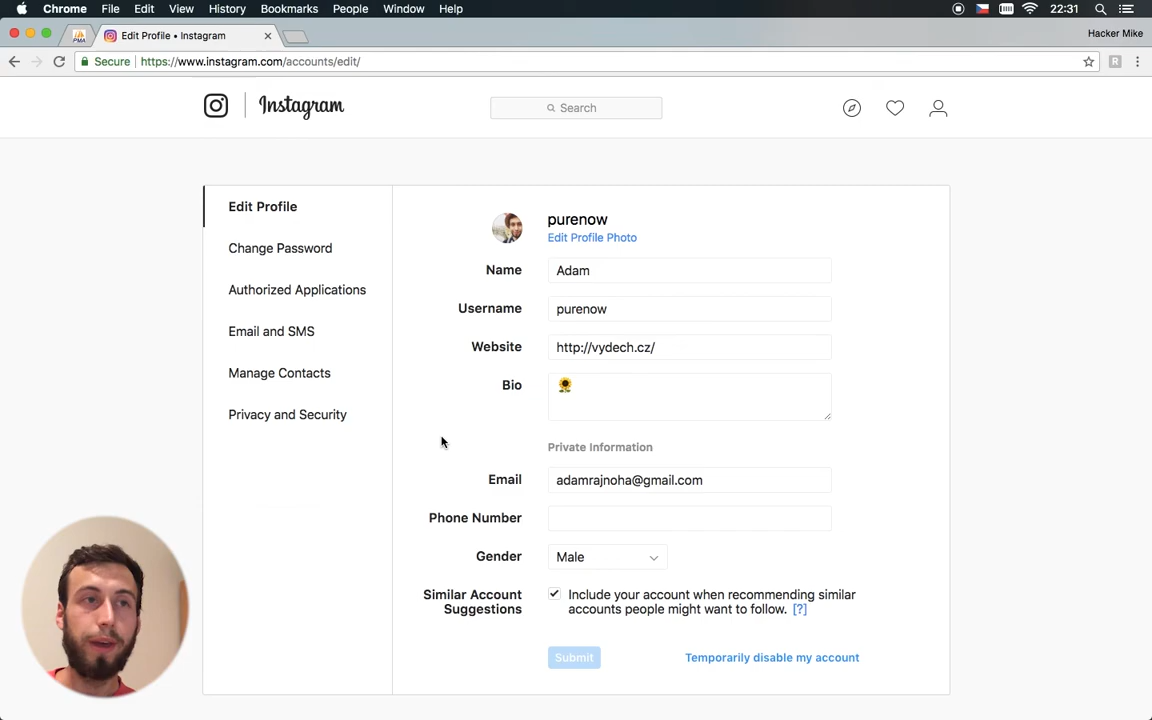 Chrome File Edit View History Bookmarks People Window Help 22:31
PMA Edit Profile • Instagram Hacker Mike
Secure https://www.instagram.com/accounts/edit/ R
Instagram Search
Edit Profile
Change Password
Authorized Applications
Email and SMS
Manage Contacts
Privacy and Security
purenow
Edit Profile Photo
Name Adam
Username purenow
Website http://vydech.cz/
Bio
Private Information
Email adamrajnoha@gmail.com
Phone Number
Gender Male
Similar Account Include your account when recommending similar
Suggestions accounts people might want to follow. [?]
Submit Temporarily disable my account